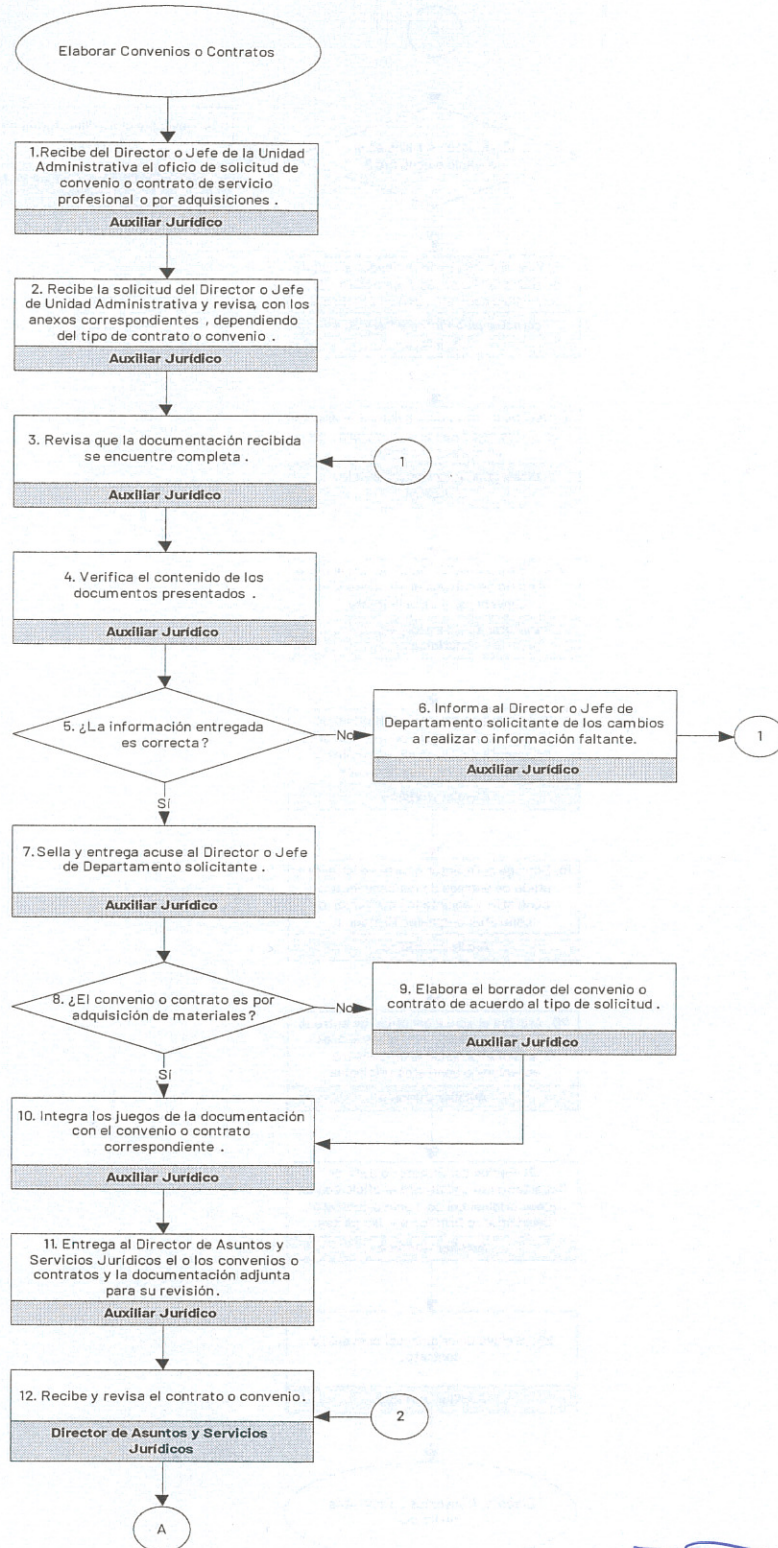 Elaborar Convenios o Contratos
1.Recibe del Director o Jefe de la Unidad
Administrativa el oficio de solicitud de
convenio o contrato de servicio
profesional o por adquisiciones .
Auxiliar Jurídico
2. Recibe la solicitud del Director o Jefe
de Unidad Administrativa y revisa, con los
anexos correspondientes , dependiendo
del tipo de contrato o convenio .
Auxiliar Jurídico
3. Revisa que la documentación recibida
se encuentre completa .
Auxiliar Jurídico
1
4. Verifica el contenido de los
documentos presentados .
Auxiliar Jurídico
5. ¿La información entregada
es correcta?
No
6. Informa al Director o Jefe de
Departamento solicitante de los cambios
a realizar o información faltante.
Auxiliar Jurídico
1
Sí
7. Sella y entrega acuse al Director o Jefe
de Departamento solicitante .
Auxiliar Jurídico
8. ¿El convenio o contrato es por
adquisición de materiales?
No
9. Elabora el borrador del convenio o
contrato de acuerdo al tipo de solicitud .
Auxiliar Jurídico
Sí
10. Integra los juegos de la documentación
con el convenio o contrato
correspondiente .
Auxiliar Jurídico
11. Entrega al Director de Asuntos y
Servicios Jurídicos el o los convenios o
contratos y la documentación adjunta
para su revisión.
Auxiliar Jurídico
12. Recibe y revisa el contrato o convenio.
Director de Asuntos y Servicios
Jurídicos
2
A